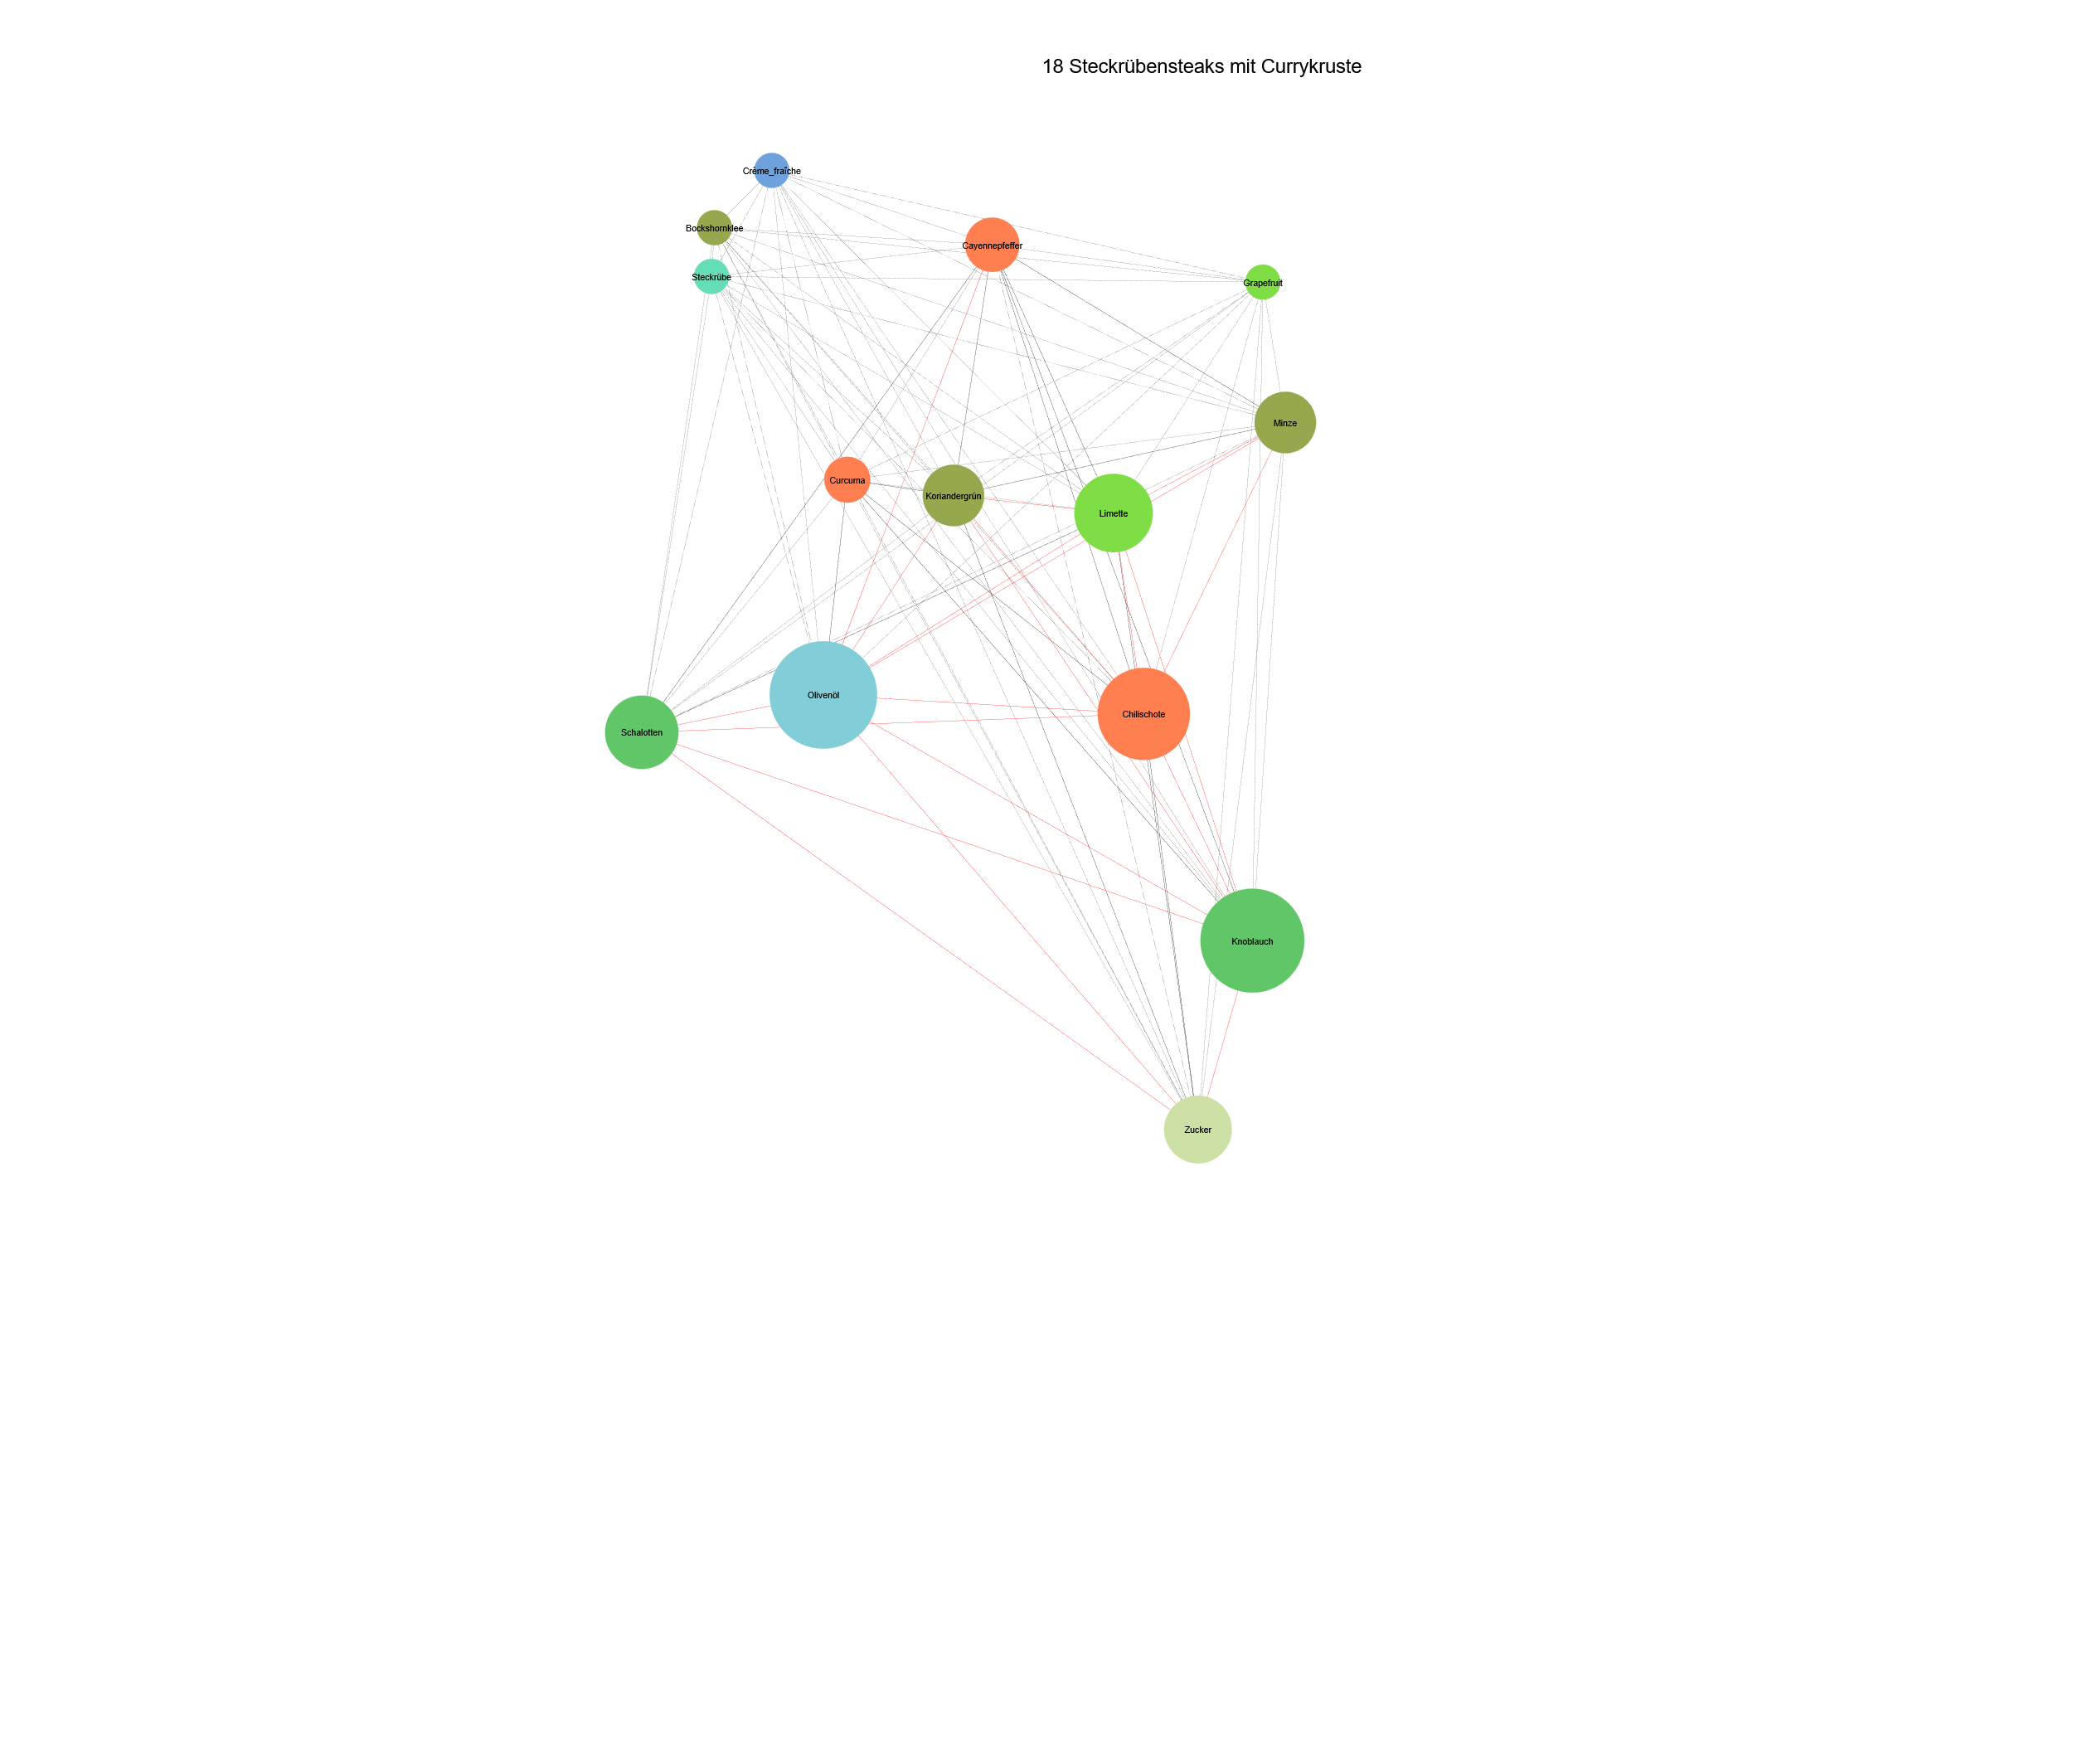 18 Steckrübensteaks mit Currykruste
Crème_fraîche
Bockshornklee
Cayennepfeffer
Steckrübe
Grapefruit
Minze
Curcuma
Koriandergrün
Limette
Olivenöl
Chilischote
Schalotten
Knoblauch
Zucker